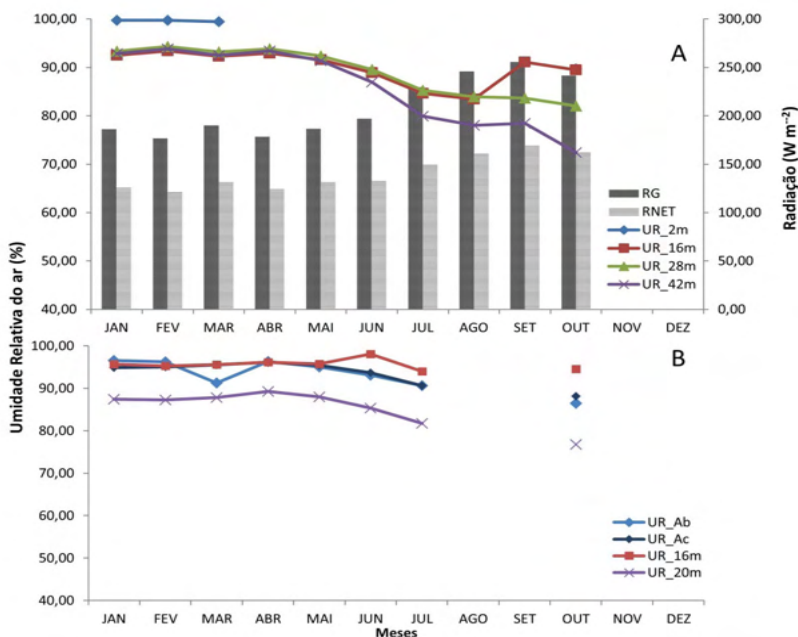 100,00
90,00
80,00
70,00
60,00
50,00
40,00
A
RG
RNET
UR_2m
UR_16m
UR_28m
UR_42m
300,00
250,00
200,00
150,00
100,00
50,00
0,00
Radiação (W m⁻²)
JAN FEV MAR ABR MAI JUN JUL AGO SET OUT NOV DEZ
Umidade Relativa do ar (%)
100,00
90,00
80,00
70,00
60,00
50,00
40,00
B
UR_Ab
UR_Ac
UR_16m
UR_20m
JAN FEV MAR ABR MAI JUN JUL AGO SET OUT NOV DEZ
Meses